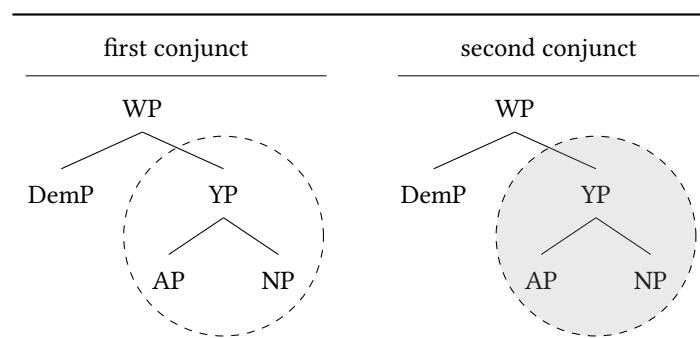 first conjunct second conjunct
WP WP
DemP YP DemP YP
AP NP AP NP